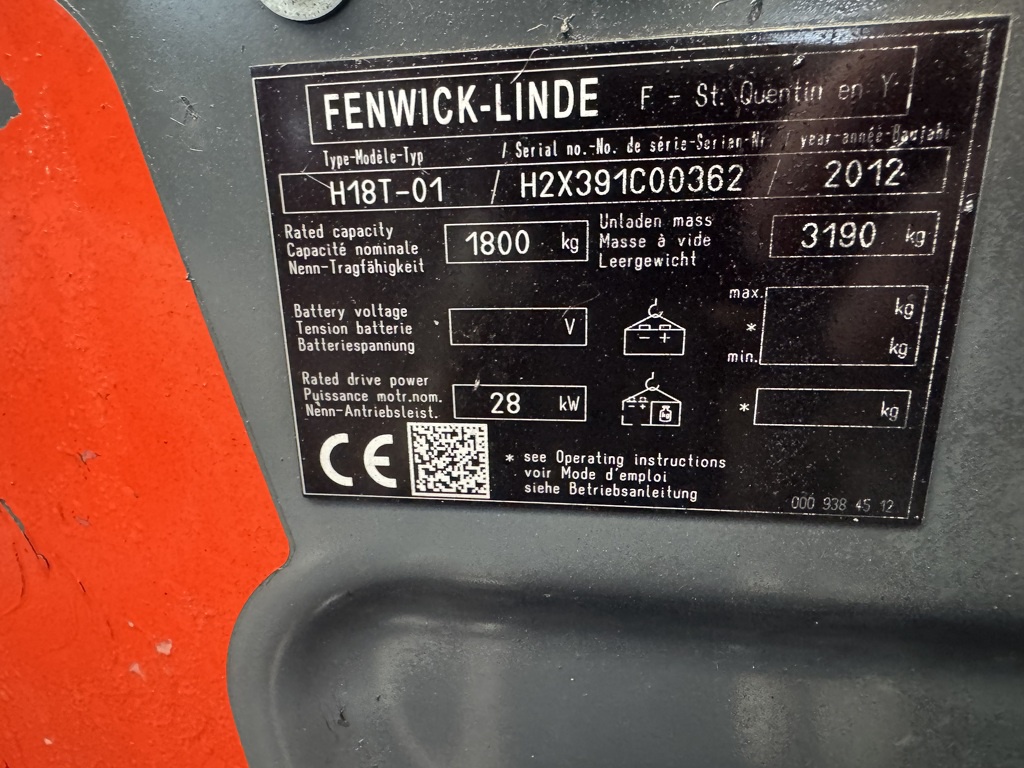 FENWICK-LINDE F - St. Quentin en Y.
Type-Modèle-Typ / Serial no.-No. de série-Serien-Nr. / year-année-Baujahr
H18T-01 / H2X391C00362 / 2012
Rated capacity
Capacité nominale
Nenn-Tragfähigkeit
1800 kg
Unladen mass
Masse à vide
Leergewicht
3190 kg
Battery voltage
Tension batterie
Batteriespannung
V
- +
max. kg
*
min. kg
Rated drive power
Puissance motr.nom.
Nenn-Antriebsleist.
28 kW
- + kg
* kg
CE
* see Operating instructions
voir Mode d'emploi
siehe Betriebsanleitung
000 938 45 12